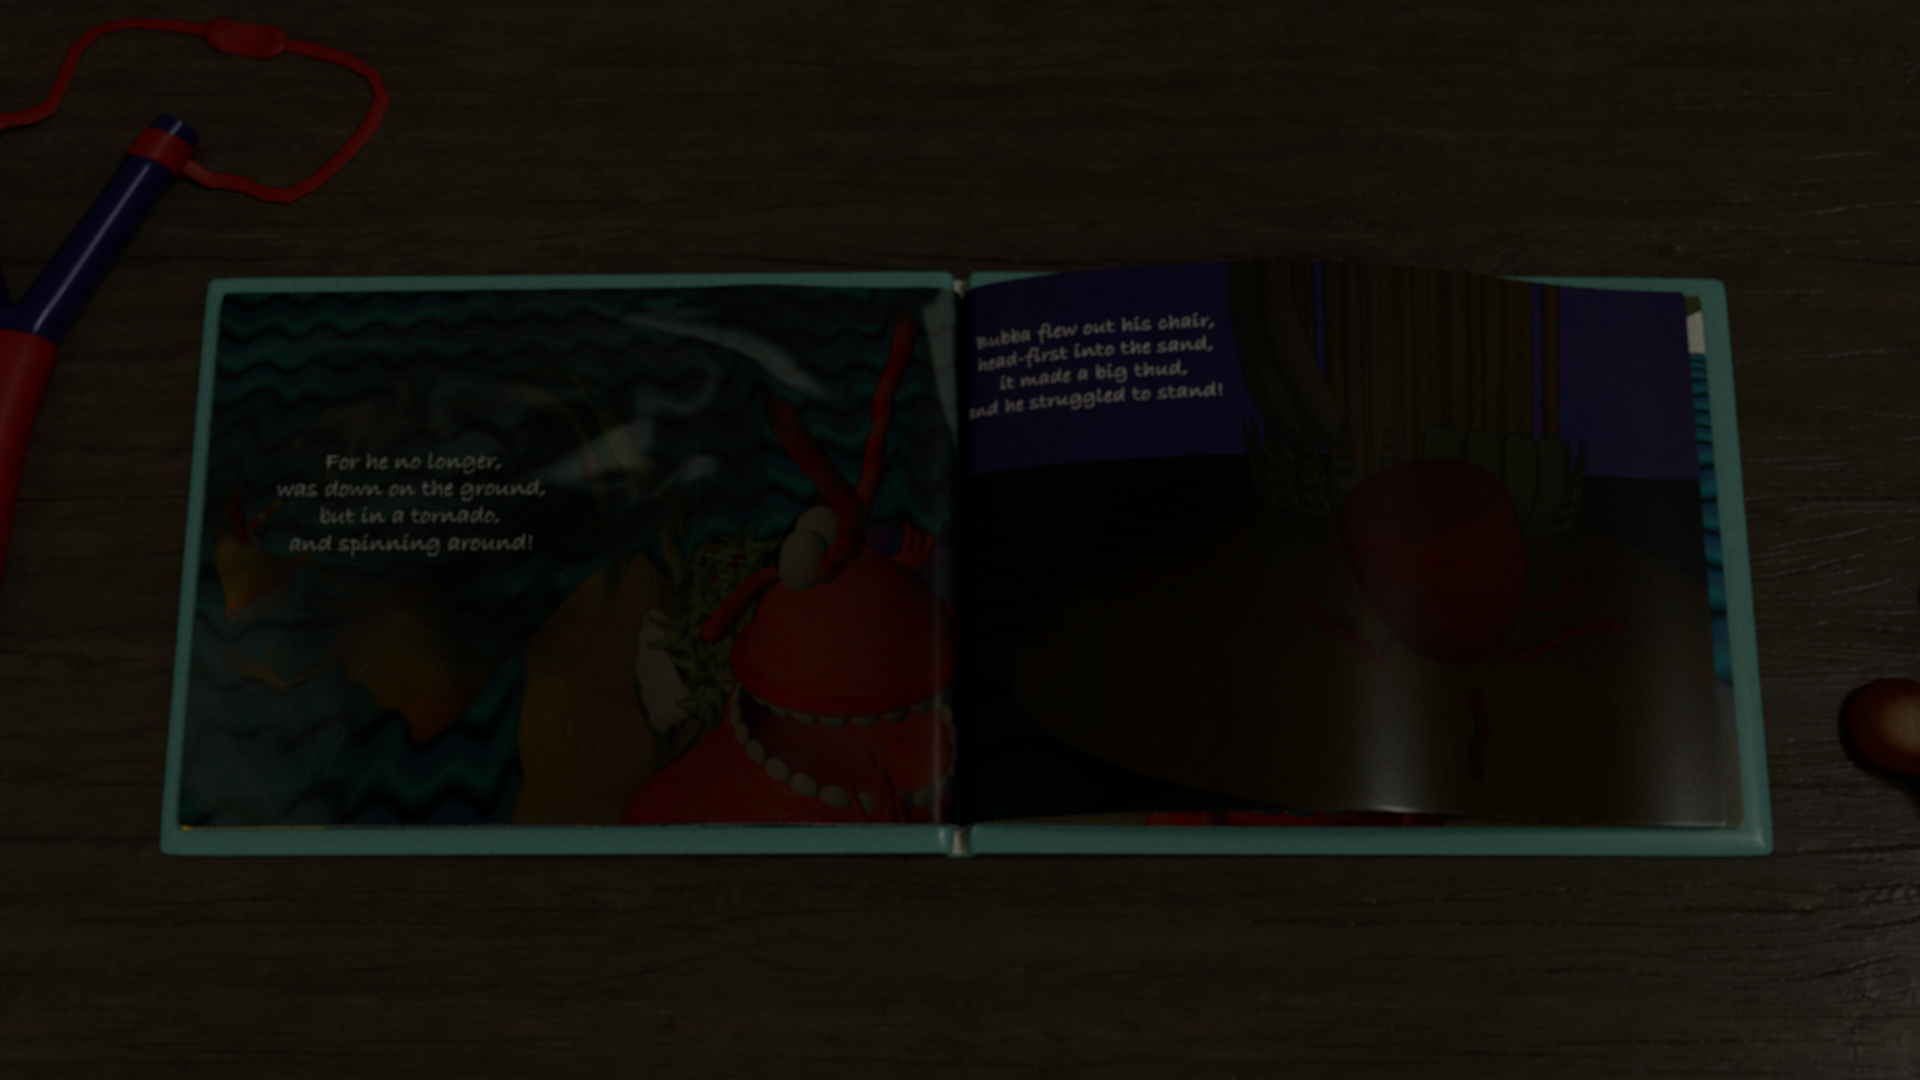 For he no longer,
was down on the ground,
but in a tornado,
and spinning around!
Bubba flew out his chair,
head-first into the sand,
it made a big thud,
and he struggled to stand!